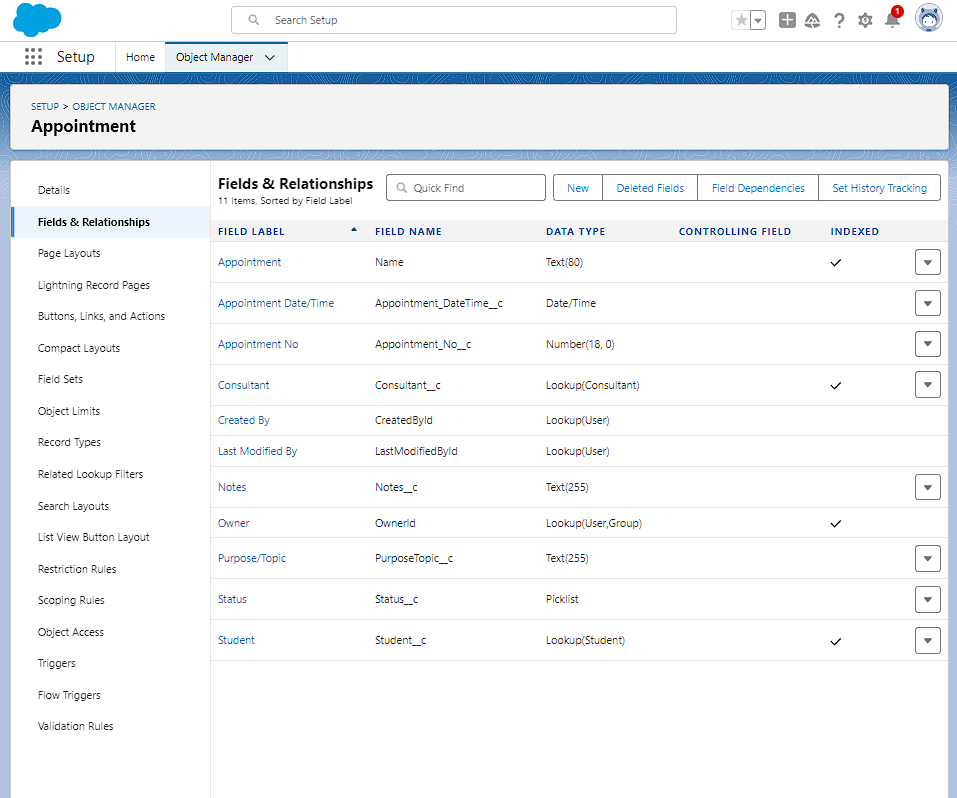 Search Setup
1
Setup
Home
Object Manager
SETUP > OBJECT MANAGER
Appointment
Details
Fields & Relationships
Page Layouts
Lightning Record Pages
Buttons, Links, and Actions
Compact Layouts
Field Sets
Object Limits
Record Types
Related Lookup Filters
Search Layouts
List View Button Layout
Restriction Rules
Scoping Rules
Object Access
Triggers
Flow Triggers
Validation Rules
Fields & Relationships
11 Items, Sorted by Field Label
Quick Find
New
Deleted Fields
Field Dependencies
Set History Tracking
FIELD LABEL FIELD NAME DATA TYPE CONTROLLING FIELD INDEXED
Appointment Name Text(80)
Appointment Date/Time Appointment_DateTime__c Date/Time
Appointment No Appointment_No__c Number(18, 0)
Consultant Consultant__c Lookup(Consultant)
Created By CreatedById Lookup(User)
Last Modified By LastModifiedById Lookup(User)
Notes Notes__c Text(255)
Owner OwnerId Lookup(User,Group)
Purpose/Topic PurposeTopic__c Text(255)
Status Status__c Picklist
Student Student__c Lookup(Student)